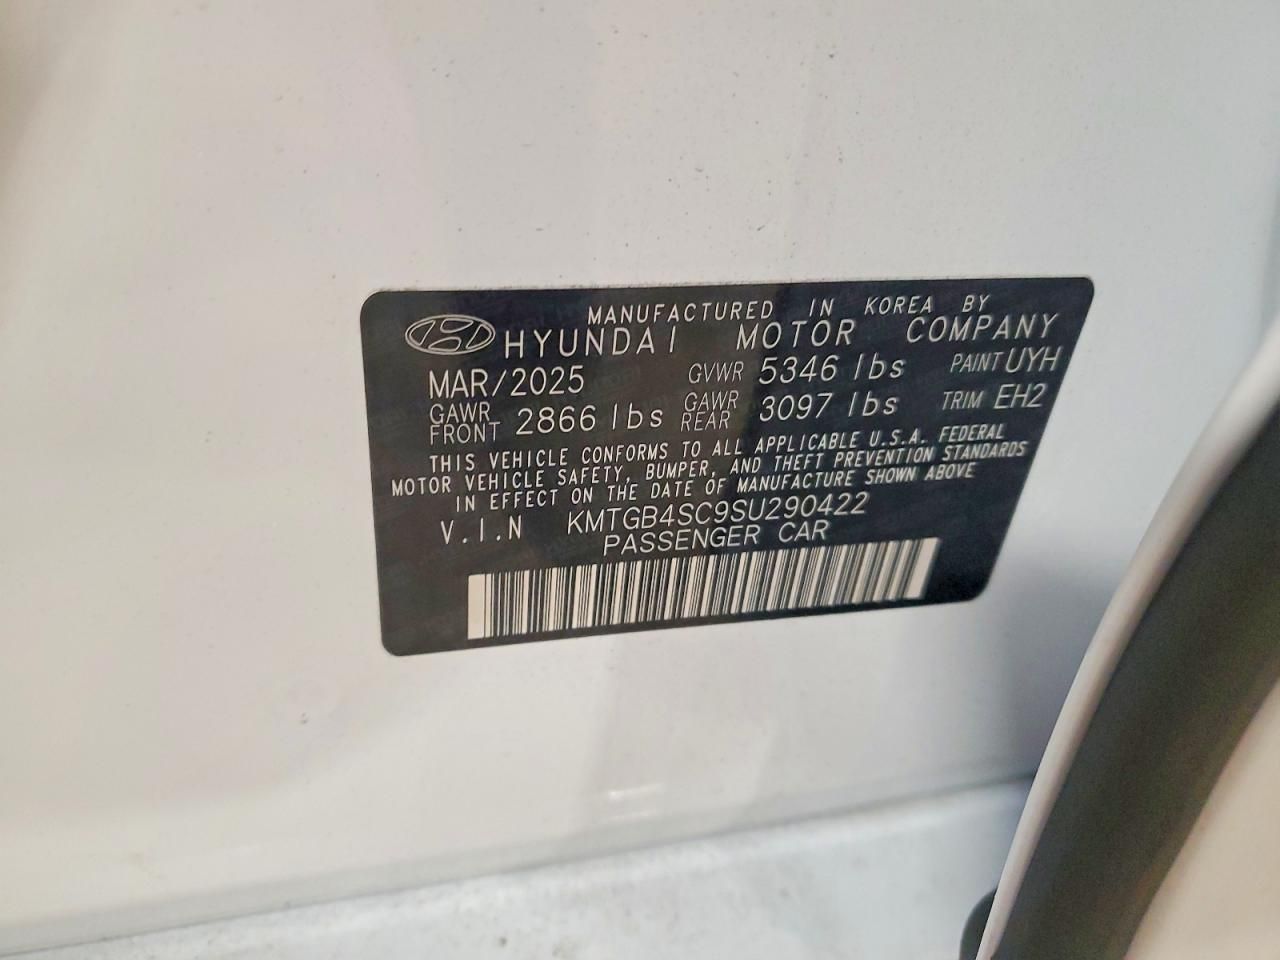 MANUFACTURED IN KOREA BY
HYUNDAI MOTOR COMPANY
MAR/2025 GVWR 5346 lbs PAINT UYH
GAWR FRONT 2866 lbs GAWR REAR 3097 lbs TRIM EH2
THIS VEHICLE CONFORMS TO ALL APPLICABLE U.S.A. FEDERAL
MOTOR VEHICLE SAFETY, BUMPER, AND THEFT PREVENTION STANDARDS
IN EFFECT ON THE DATE OF MANUFACTURE SHOWN ABOVE
V.I.N KMTGB4SC9SU290422
PASSENGER CAR